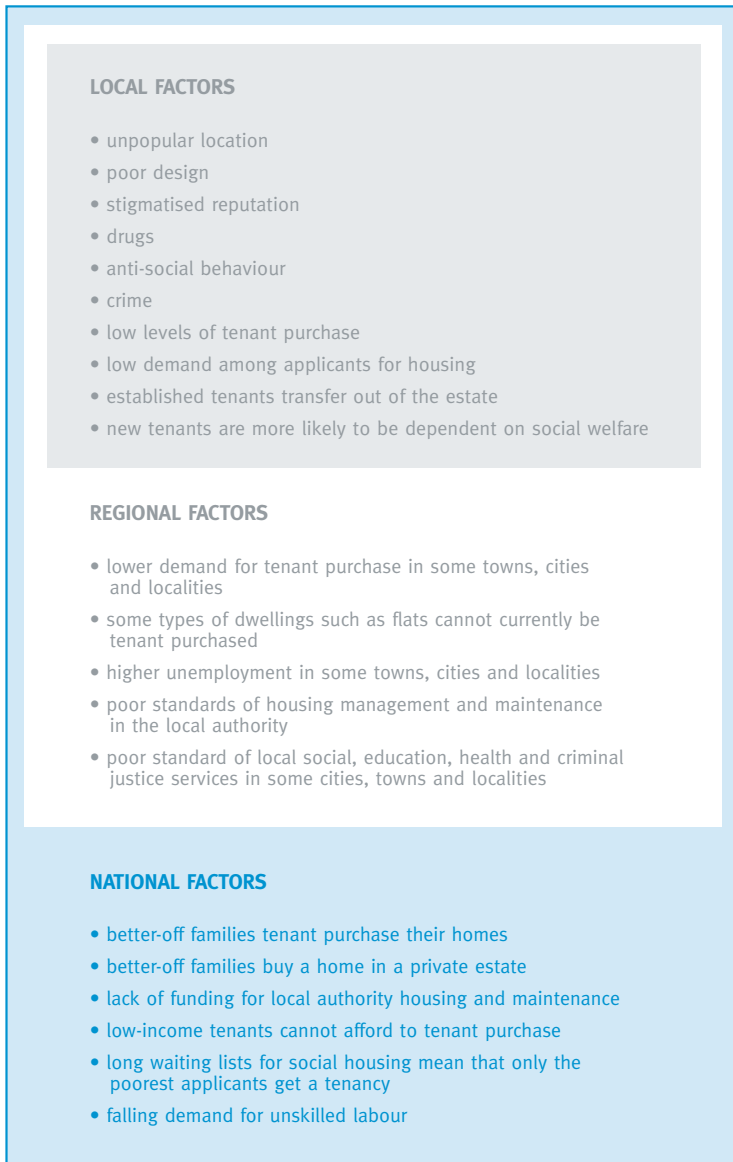 LOCAL FACTORS
• unpopular location
• poor design
• stigmatised reputation
• drugs
• anti-social behaviour
• crime
• low levels of tenant purchase
• low demand among applicants for housing
• established tenants transfer out of the estate
• new tenants are more likely to be dependent on social welfare
REGIONAL FACTORS
• lower demand for tenant purchase in some towns, cities
and localities
• some types of dwellings such as flats cannot currently be
tenant purchased
• higher unemployment in some towns, cities and localities
• poor standards of housing management and maintenance
in the local authority
• poor standard of local social, education, health and criminal
justice services in some cities, towns and localities
NATIONAL FACTORS
• better-off families tenant purchase their homes
• better-off families buy a home in a private estate
• lack of funding for local authority housing and maintenance
• low-income tenants cannot afford to tenant purchase
• long waiting lists for social housing mean that only the
poorest applicants get a tenancy
• falling demand for unskilled labour